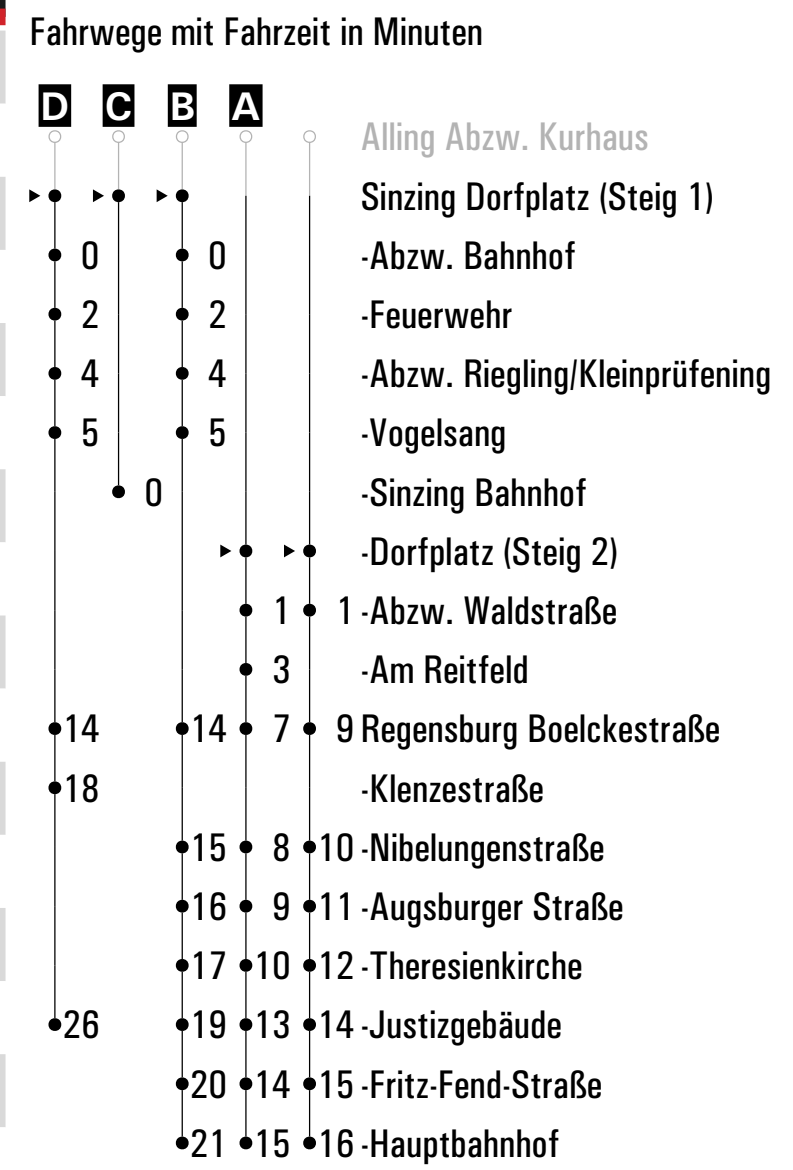 Fahrwege mit Fahrzeit in Minuten
D C B A
Alling Abzw. Kurhaus
Sinzing Dorfplatz (Steig 1)
0 0 -Abzw. Bahnhof
2 2 -Feuerwehr
4 4 -Abzw. Riegling/Kleinprüfening
5 5 -Vogelsang
0 -Sinzing Bahnhof
-Dorfplatz (Steig 2)
1 1 -Abzw. Waldstraße
3 -Am Reitfeld
14 14 7 9 Regensburg Boelckestraße
18 -Klenzestraße
15 8 10 -Nibelungenstraße
16 9 11 -Augsburger Straße
17 10 12 -Theresienkirche
26 19 13 14 -Justizgebäude
20 14 15 -Fritz-Fend-Straße
21 15 16 -Hauptbahnhof